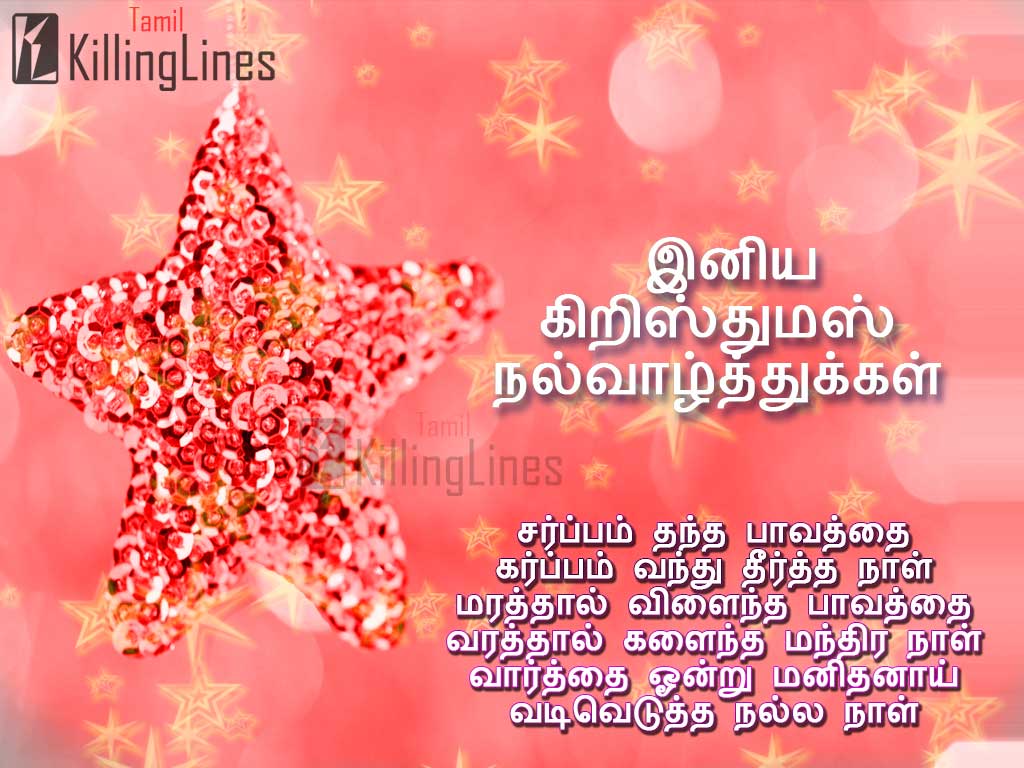 Tamil
KillingLines
இனிய
கிறிஸ்துமஸ்
நல்வாழ்த்துக்கள்
Tamil
KillingLines
சர்ப்பம் தந்த பாவத்தை
கர்ப்பம் வந்து தீர்த்த நாள்
மரத்தால் விளைந்த பாவத்தை
வரத்தால் களைந்த மந்திர நாள்
வார்த்தை ஒன்று மனிதனாய்
வடிவெடுத்த நல்ல நாள்